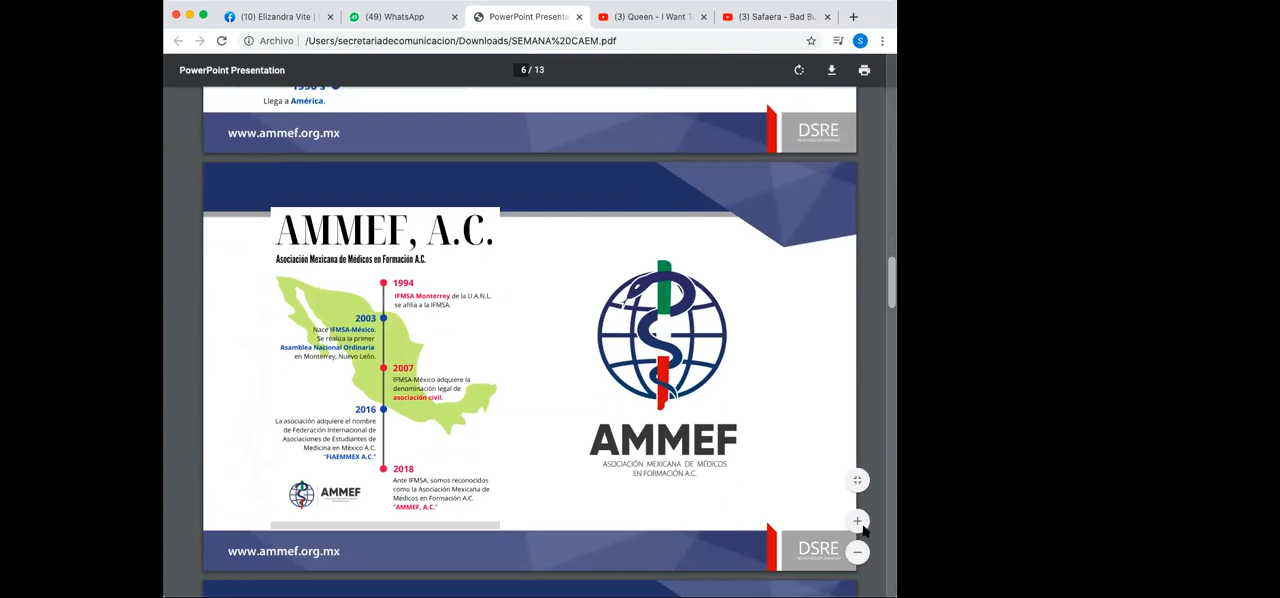 (10) Elizandra Vite |
(49) WhatsApp
PowerPoint Presenta
(3) Queen - I Want T
(3) Safaera - Bad Bu
Archivo | /Users/secretariadecomunicacion/Downloads/SEMANA%20CAEM.pdf
S
PowerPoint Presentation
6 / 13
1990's
Llega a América.
www.ammef.org.mx
DSRE
AMMEF, A.C.
Asociación Mexicana de Médicos en Formación A.C.
1994
IFMSA Monterrey de la U.A.N.L.
se afilia a la IFMSA.
2003
Nace IFMSA-México.
Se realiza la primer
Asamblea Nacional Ordinaria
en Monterrey, Nuevo León.
2007
IFMSA-México adquiere la
denominación legal de
asociación civil.
2016
La asociación adquiere el nombre
de Federación Internacional de
Asociaciones de Estudiantes de
Medicina en México A.C.
"FIAEMMEX A.C."
2018
Ante IFMSA, somos reconocidos
como la Asociación Mexicana de
Médicos en Formación A.C.
"AMMEF, A.C."
AMMEF
AMMEF
ASOCIACIÓN MEXICANA DE MÉDICOS
EN FORMACIÓN A.C.
www.ammef.org.mx
DSRE